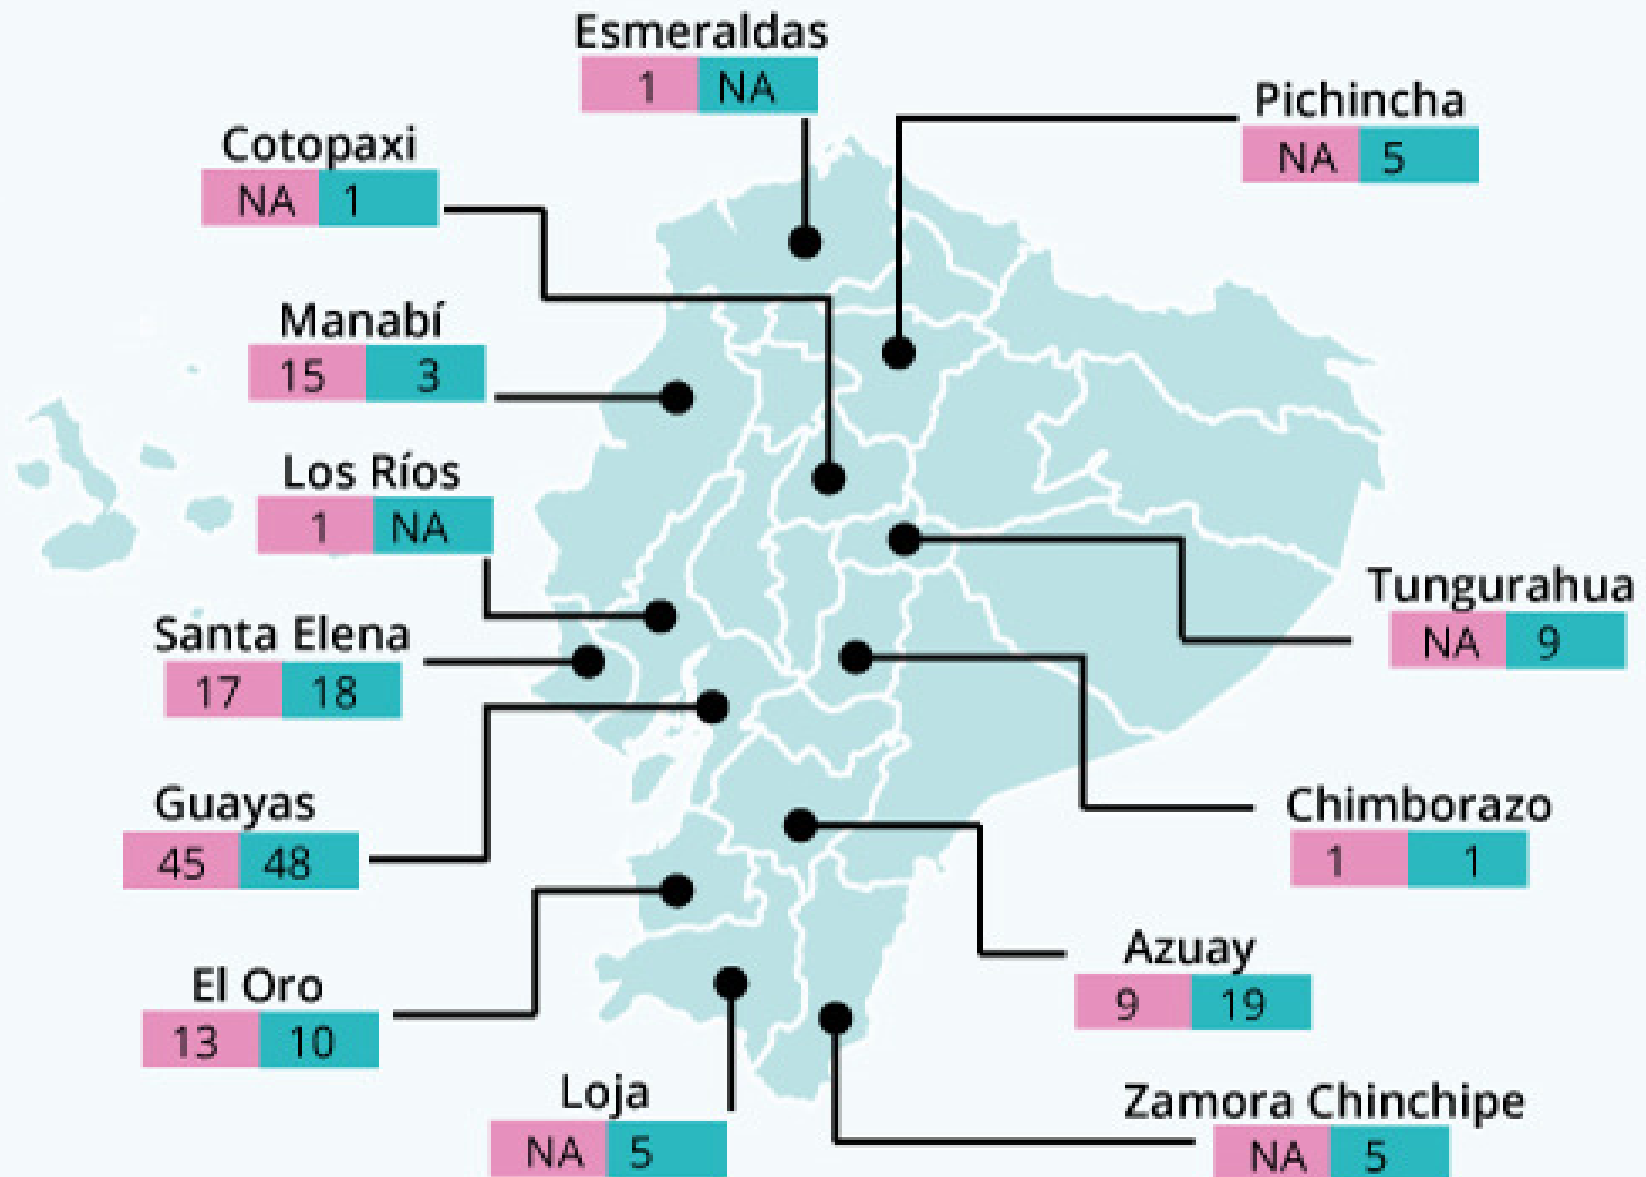 Esmeraldas
1 NA
Pichincha
NA 5
Cotopaxi
NA 1
Manabí
15 3
Los Ríos
1 NA
Santa Elena
17 18
Tungurahua
NA 9
Guayas
45 48
Chimborazo
1 1
El Oro
13 10
Azuay
9 19
Loja
NA 5
Zamora Chinchipe
NA 5